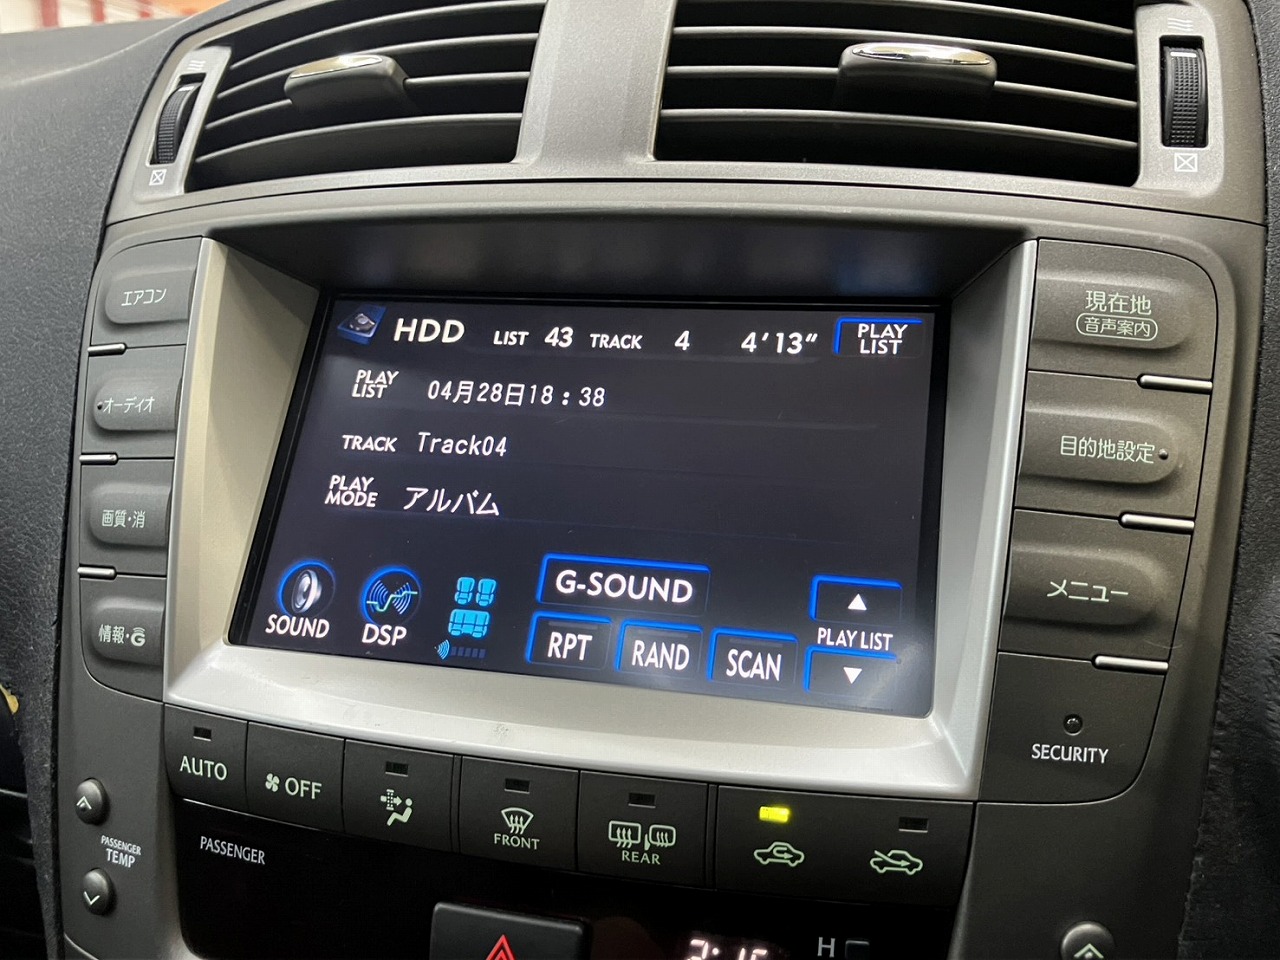 エアコン
オーディオ
画質・消
情報・G
HDD LIST 43 TRACK 4 4'13"
PLAY LIST
PLAY LIST 04月28日18:38
TRACK Track04
PLAY MODE アルバム
SOUND
DSP
G-SOUND
RPT
RAND
SCAN
PLAY LIST
現在地
音声案内
目的地設定
メニュー
SECURITY
AUTO
OFF
FRONT
REAR
PASSENGER
TEMP
PASSENGER
H